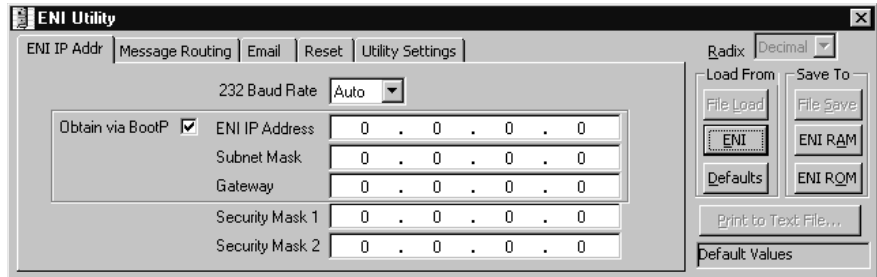 ENI Utility
ENI IP Addr Message Routing Email Reset Utility Settings
Radix Decimal
232 Baud Rate Auto
Load From Save To
File Load File Save
Obtain via BootP ENI IP Address 0 . 0 . 0 . 0
ENI ENI RAM
Subnet Mask 0 . 0 . 0 . 0
Gateway 0 . 0 . 0 . 0
Defaults ENI ROM
Security Mask 1 0 . 0 . 0 . 0
Print to Text File...
Security Mask 2 0 . 0 . 0 . 0
Default Values